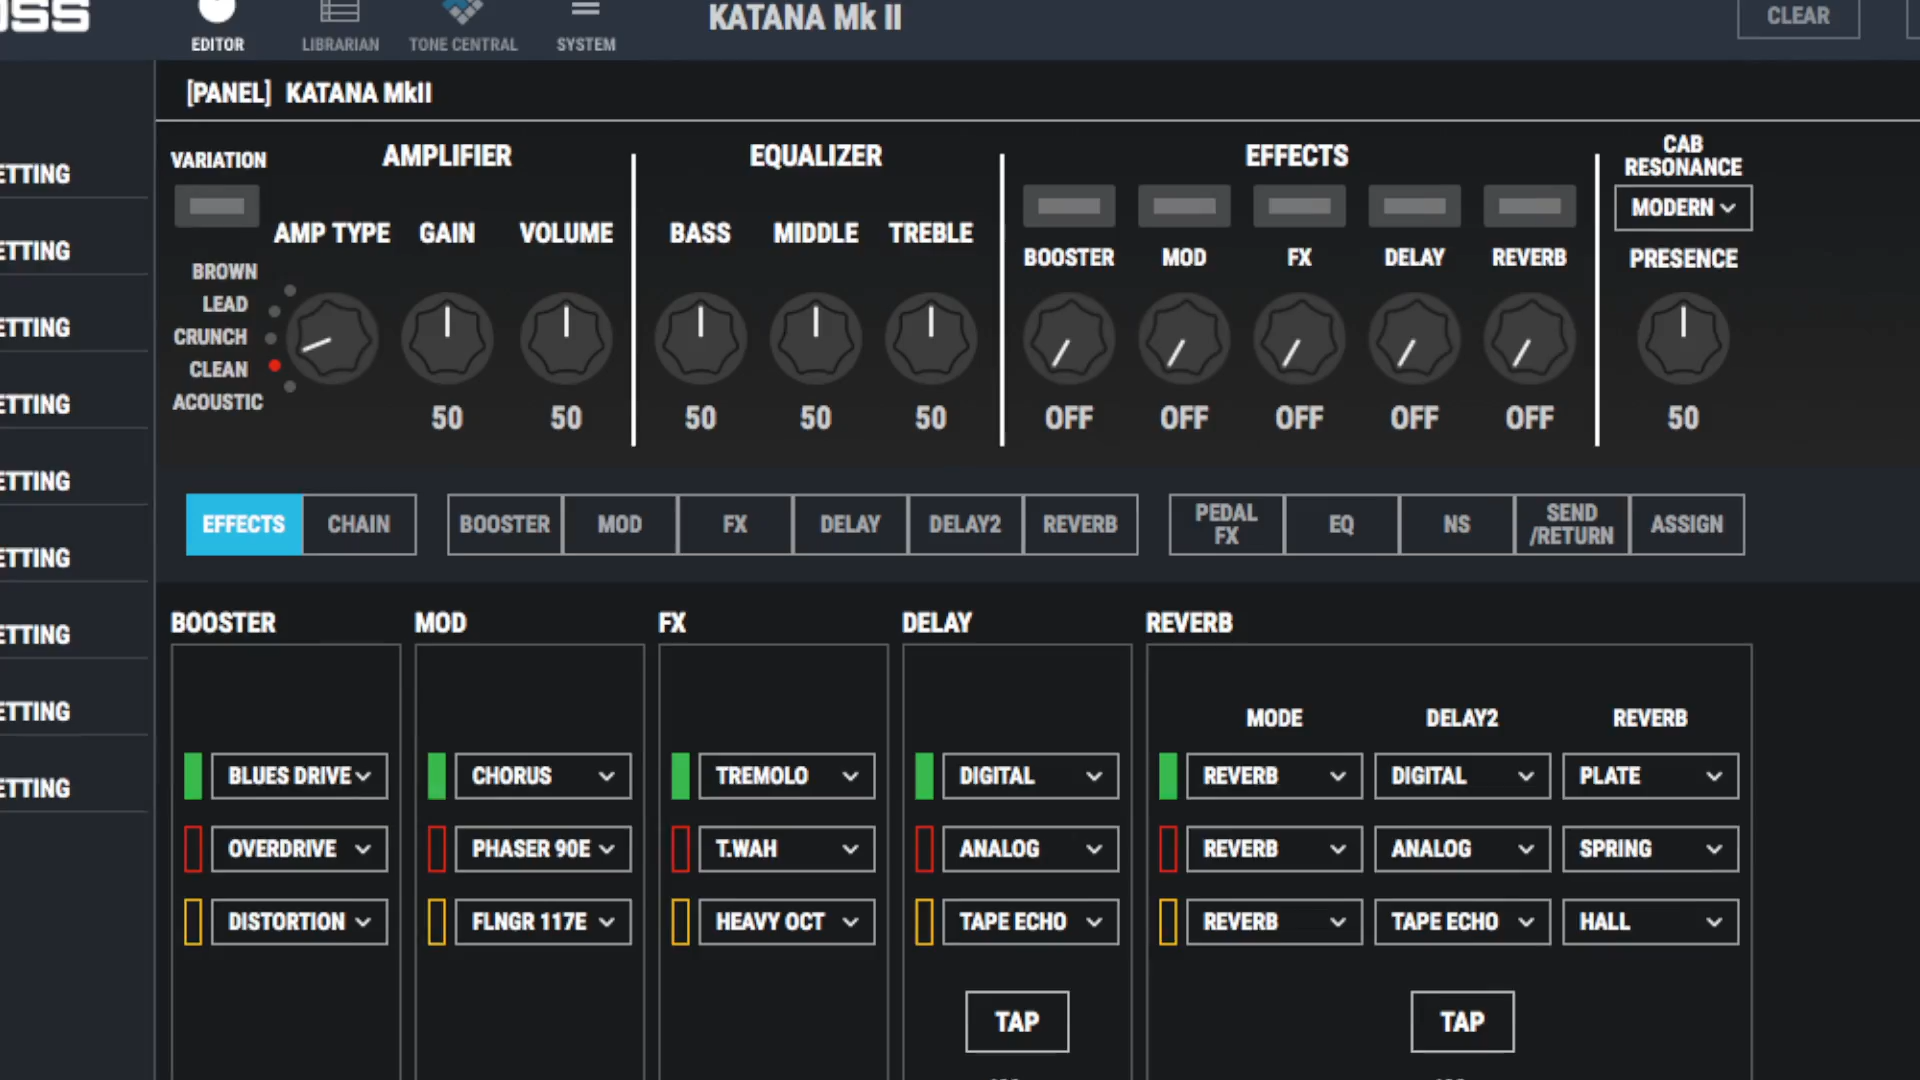 BOSS
EDITOR
LIBRARIAN
TONE CENTRAL
SYSTEM
KATANA Mk II
CLEAR
[PANEL] KATANA MkII
ETTING
ETTING
ETTING
ETTING
ETTING
ETTING
ETTING
ETTING
ETTING
VARIATION
AMPLIFIER
AMP TYPE
GAIN
VOLUME
BROWN
LEAD
CRUNCH
CLEAN
ACOUSTIC
50
50
EQUALIZER
BASS
MIDDLE
TREBLE
50
50
50
EFFECTS
BOOSTER
MOD
FX
DELAY
REVERB
OFF
OFF
OFF
OFF
OFF
CAB
RESONANCE
MODERN
PRESENCE
50
EFFECTS
CHAIN
BOOSTER
MOD
FX
DELAY
DELAY2
REVERB
PEDAL
FX
EQ
NS
SEND
/RETURN
ASSIGN
BOOSTER
BLUES DRIVE
OVERDRIVE
DISTORTION
MOD
CHORUS
PHASER 90E
FLNGR 117E
FX
TREMOLO
T.WAH
HEAVY OCT
DELAY
DIGITAL
ANALOG
TAPE ECHO
TAP
REVERB
MODE
DELAY2
REVERB
REVERB
DIGITAL
PLATE
REVERB
ANALOG
SPRING
REVERB
TAPE ECHO
HALL
TAP